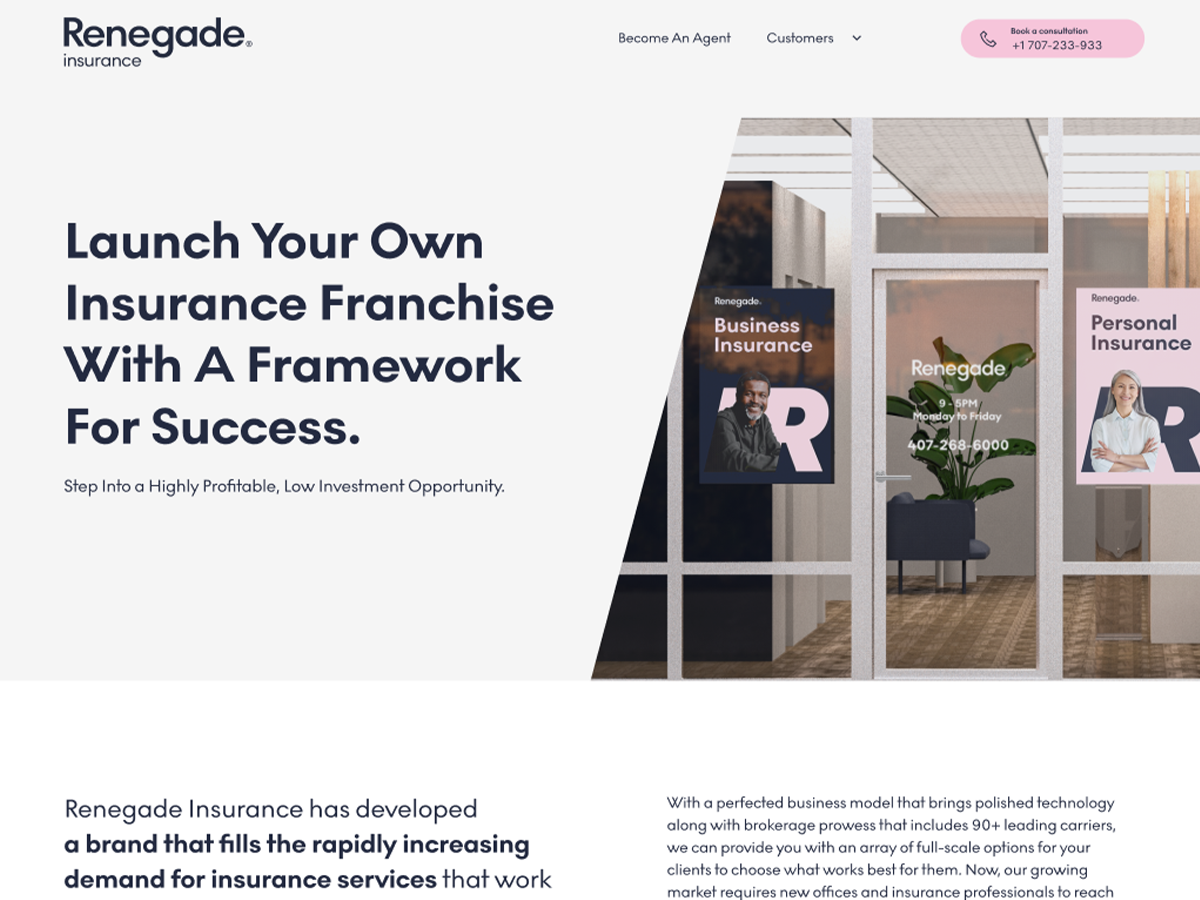 Renegade®
insurance
Become An Agent
Customers
Book a consultation
+1 707-233-933
Launch Your Own
Insurance Franchise
With A Framework
For Success.
Step Into a Highly Profitable, Low Investment Opportunity.
Renegade.
Business
Insurance
R
Renegade
9 - 5PM
Monday to Friday
407-268-6000
Renegade.
Personal
Insurance
R
Renegade Insurance has developed
a brand that fills the rapidly increasing
demand for insurance services that work
With a perfected business model that brings polished technology
along with brokerage prowess that includes 90+ leading carriers,
we can provide you with an array of full-scale options for your
clients to choose what works best for them. Now, our growing
market requires new offices and insurance professionals to reach